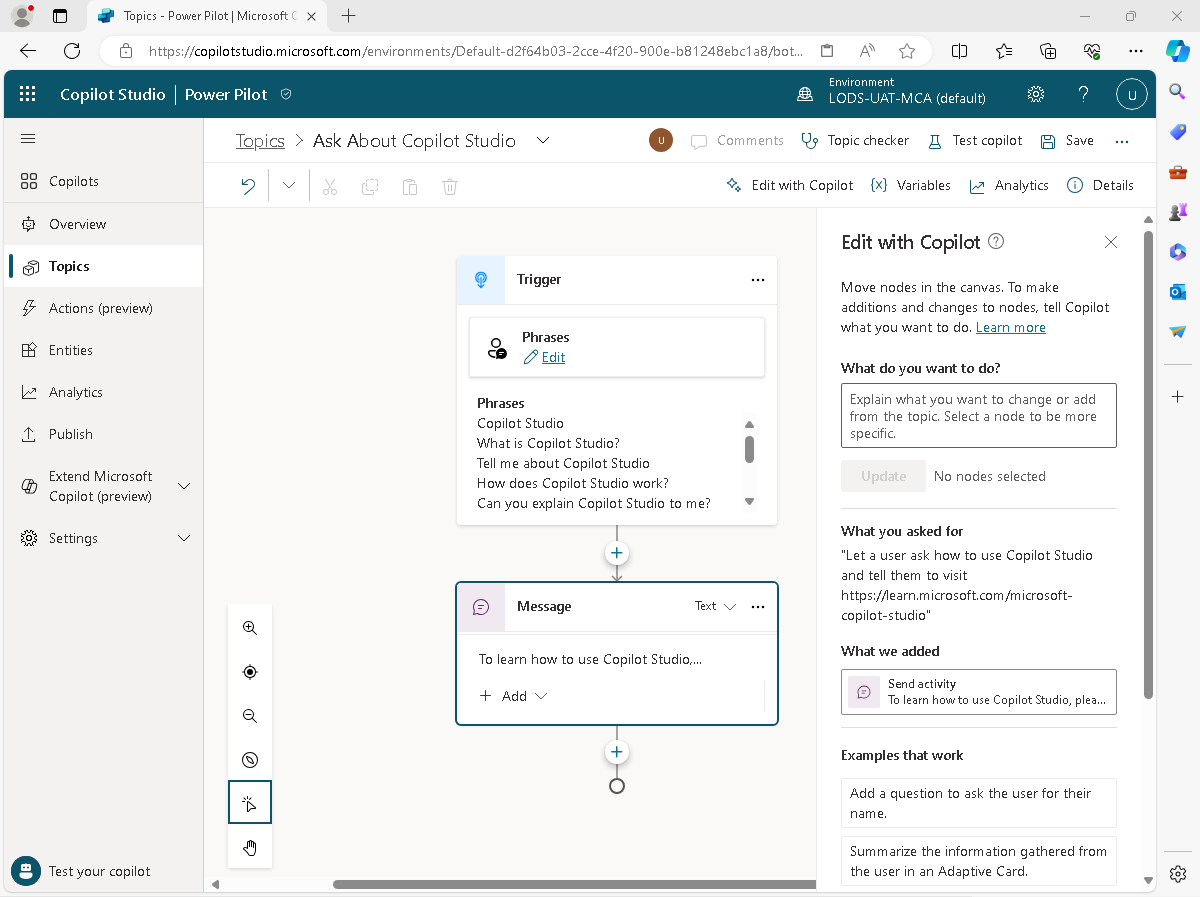 Topics - Power Pilot | Microsoft C
https://copilotstudio.microsoft.com/environments/Default-d2f64b03-2cce-4f20-900e-b81248ebc1a8/bot...
Copilot Studio | Power Pilot
Environment
LODS-UAT-MCA (default)
?
U
Topics > Ask About Copilot Studio
U
Comments
Topic checker
Test copilot
Save
...
Edit with Copilot
{x} Variables
Analytics
Details
Copilots
Overview
Topics
Actions (preview)
Entities
Analytics
Publish
Extend Microsoft
Copilot (preview)
Settings
Test your copilot
Trigger
...
Phrases
Edit
Phrases
Copilot Studio
What is Copilot Studio?
Tell me about Copilot Studio
How does Copilot Studio work?
Can you explain Copilot Studio to me?
Message
Text
...
To learn how to use Copilot Studio,...
+ Add
Edit with Copilot
Move nodes in the canvas. To make
additions and changes to nodes, tell Copilot
what you want to do. Learn more
What do you want to do?
Explain what you want to change or add
from the topic. Select a node to be more
specific.
Update
No nodes selected
What you asked for
"Let a user ask how to use Copilot Studio
and tell them to visit
https://learn.microsoft.com/microsoft-
copilot-studio"
What we added
Send activity
To learn how to use Copilot Studio, plea...
Examples that work
Add a question to ask the user for their
name.
Summarize the information gathered from
the user in an Adaptive Card.